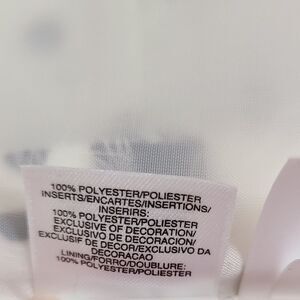 100% POLYESTER/POLIESTER
INSERTS/ENCARTES/INSERTIONS/
INSERIRS:
100% POLYESTER/POLIESTER
EXCLUSIVE OF DECORATION/
EXCLUSIVO DE DECORACION/
EXCLUSIF DE DECOR/EXCLUSIVO DA
DECORACAO
LINING/FORRO/DOUBLURE:
100% POLYESTER/POLIESTER